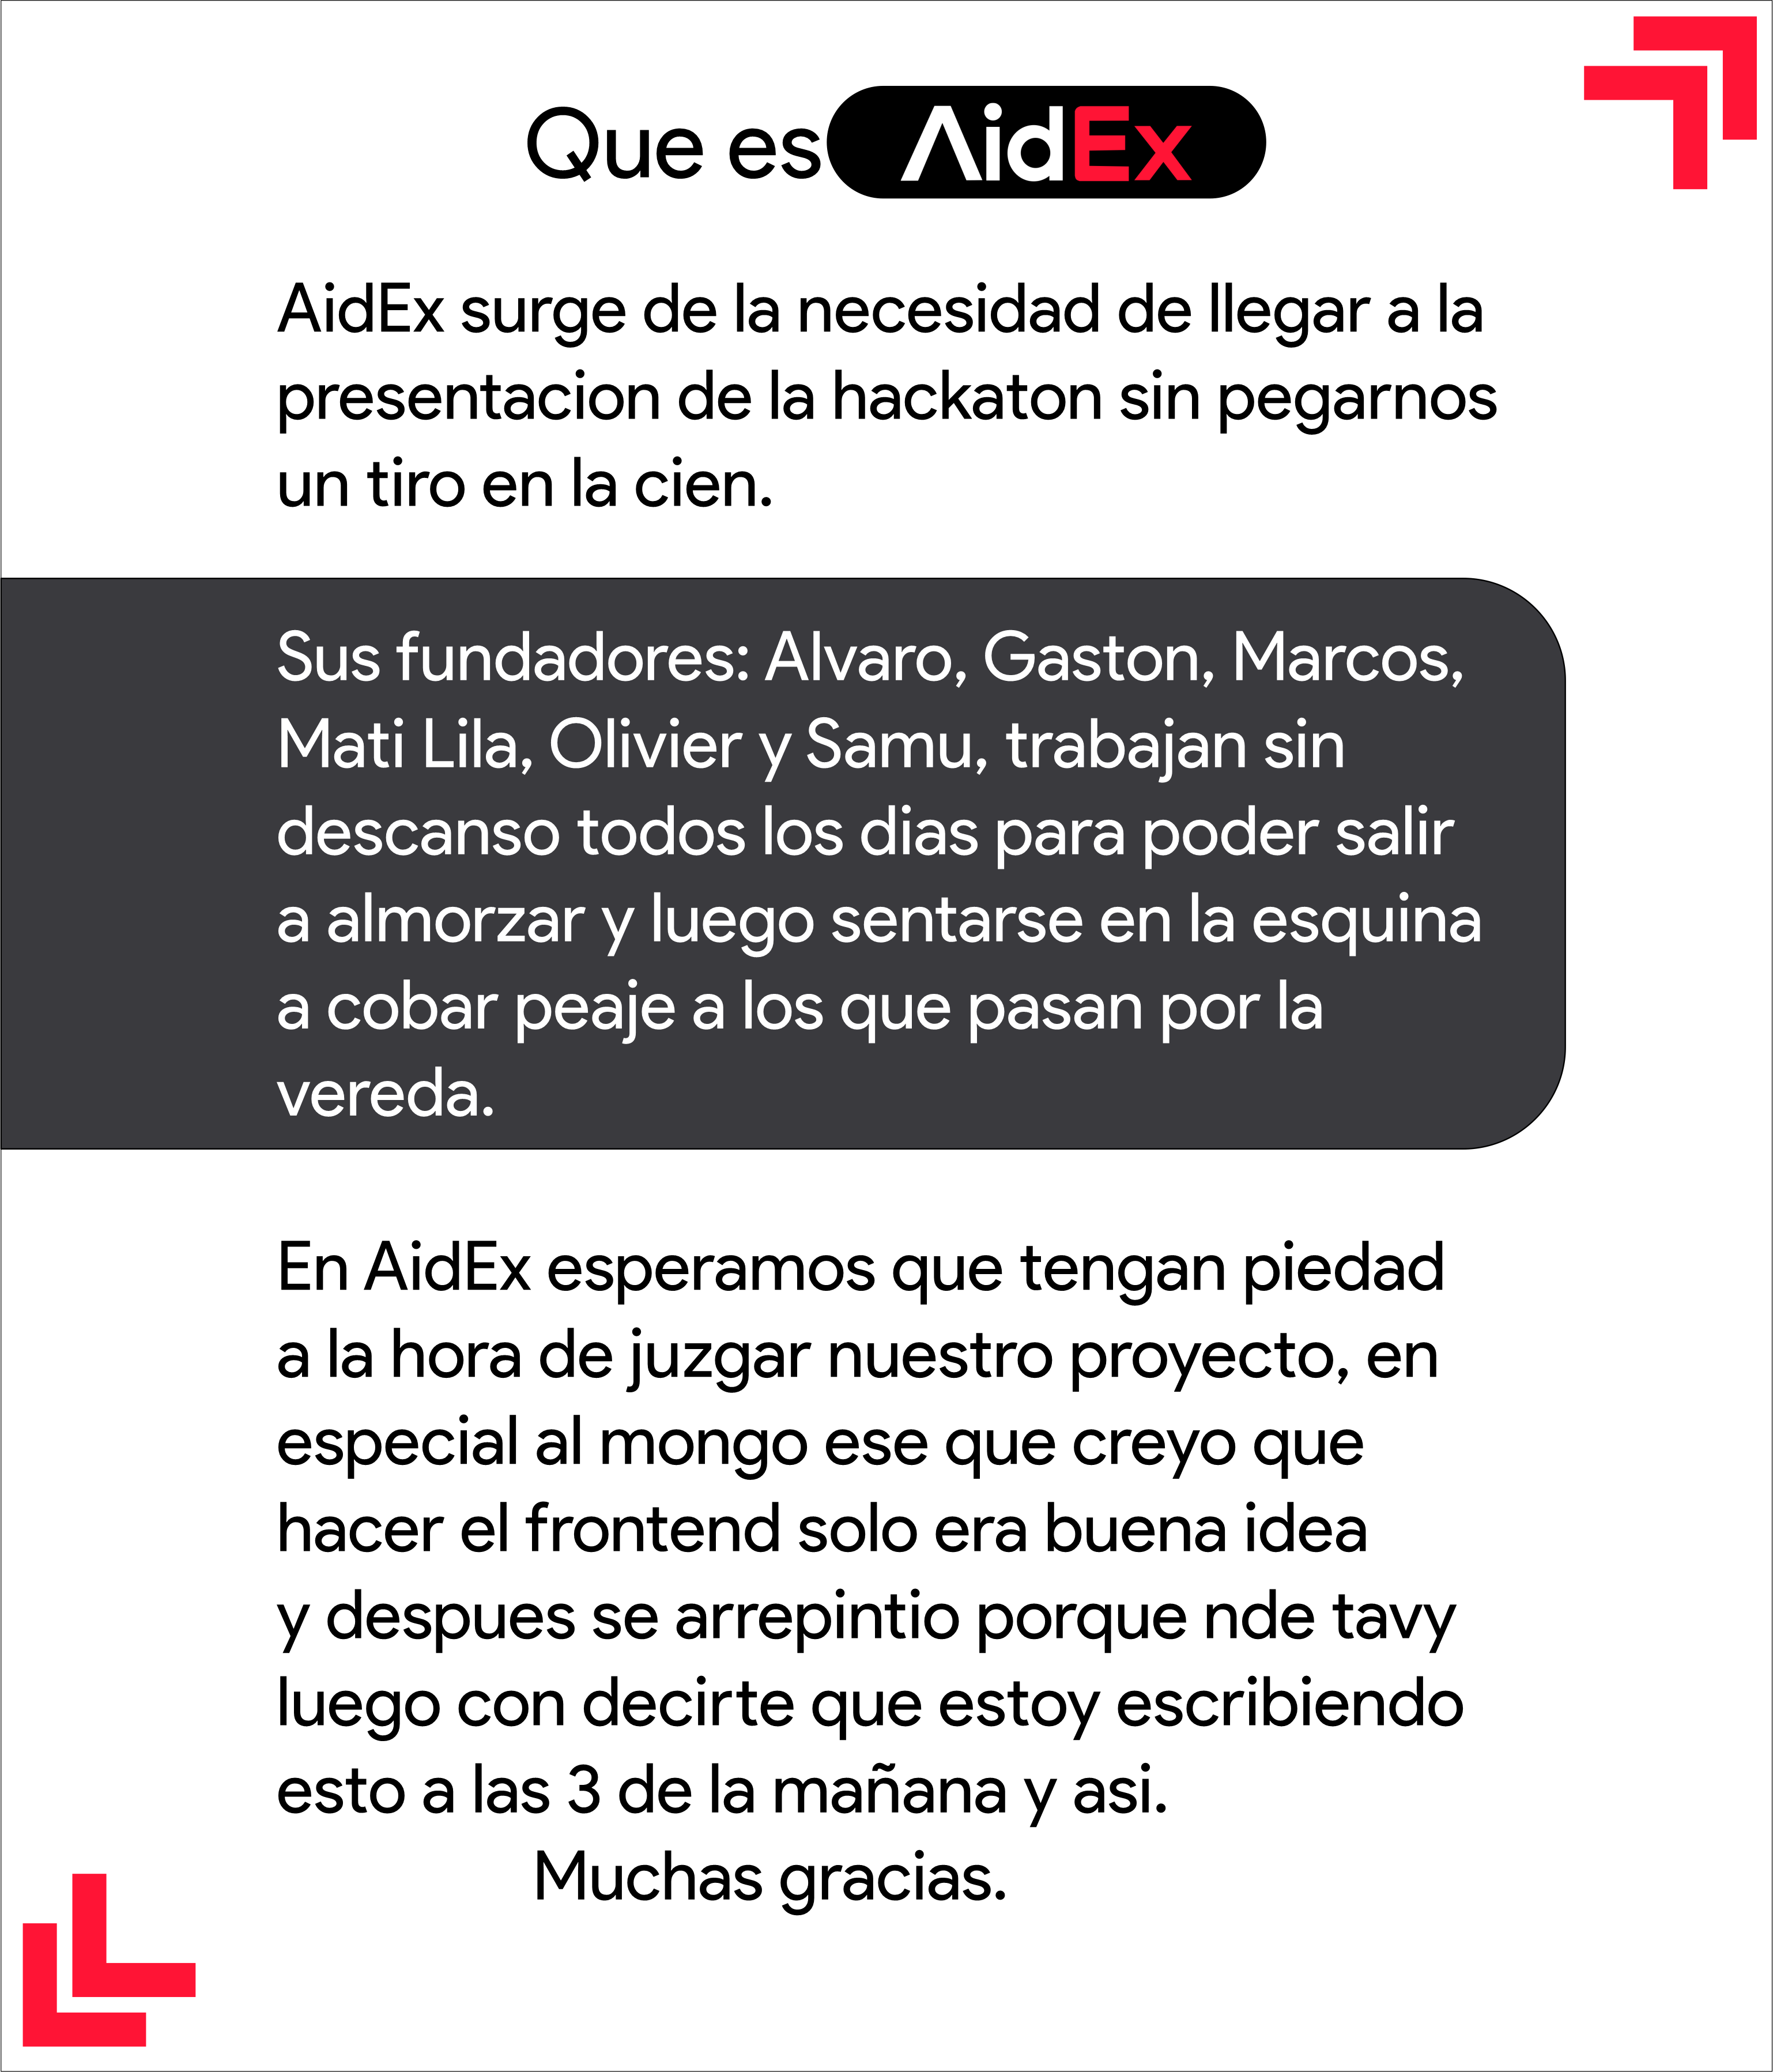 Que es AidEx
AidEx surge de la necesidad de llegar a la
presentacion de la hackaton sin pegarnos
un tiro en la cien.
Sus fundadores: Alvaro, Gaston, Marcos,
Mati Lila, Olivier y Samu, trabajan sin
descanso todos los dias para poder salir
a almorzar y luego sentarse en la esquina
a cobar peaje a los que pasan por la
vereda.
En AidEx esperamos que tengan piedad
a la hora de juzgar nuestro proyecto, en
especial al mongo ese que creyo que
hacer el frontend solo era buena idea
y despues se arrepintio porque nde tavy
luego con decirte que estoy escribiendo
esto a las 3 de la mañana y asi.
Muchas gracias.